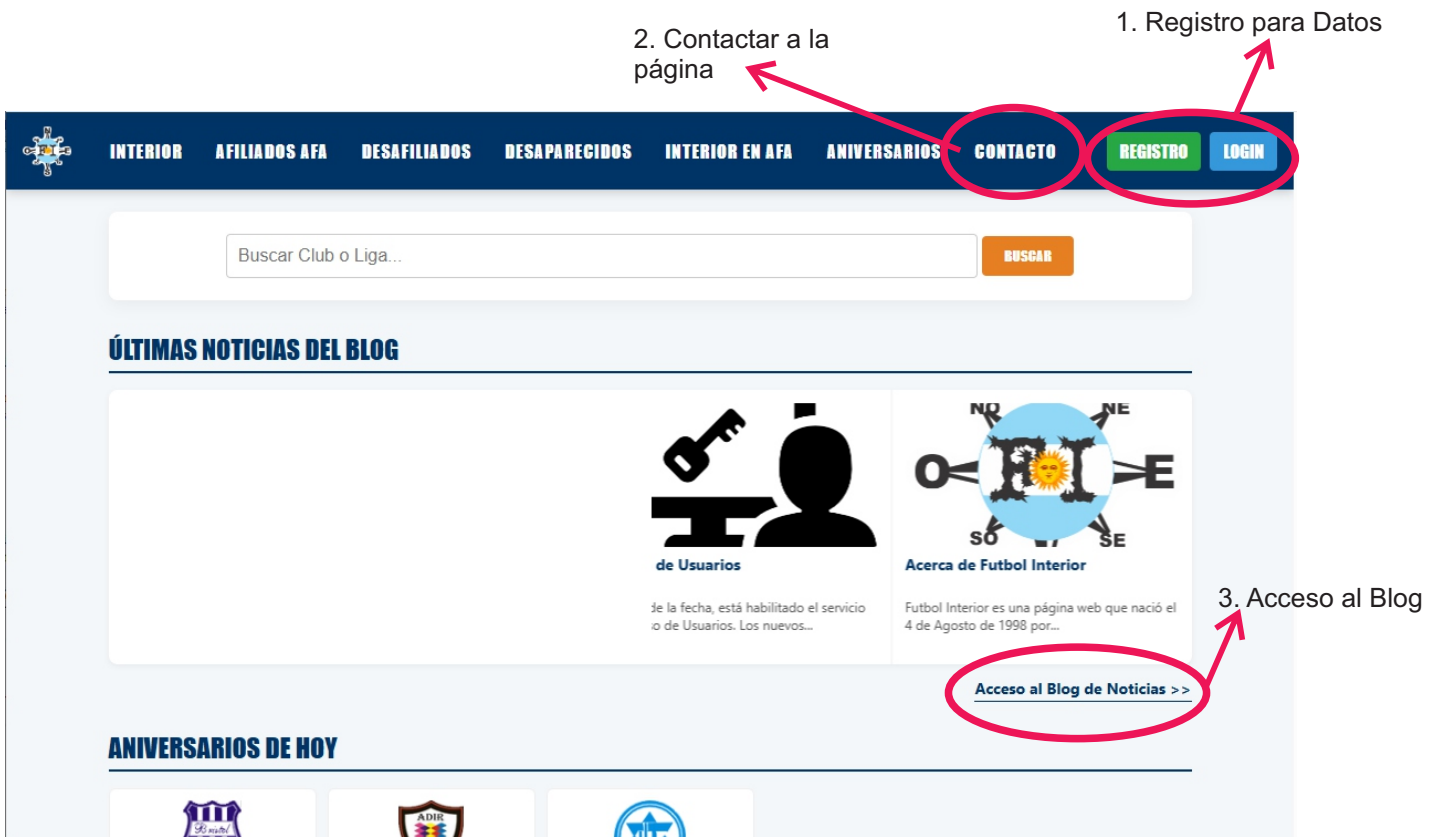 1. Registro para Datos
2. Contactar a la
página
N
O
E
S
INTERIOR AFILIADOS AFA DESAFILIADOS DESAPARECIDOS INTERIOR EN AFA ANIVERSARIOS CONTACTO REGISTRO LOGIN
Buscar Club o Liga...
BUSCAR
ÚLTIMAS NOTICIAS DEL BLOG
NO NE
O FI E
SO SE
de Usuarios
Acerca de Futbol Interior
de la fecha, está habilitado el servicio
o de Usuarios. Los nuevos...
Futbol Interior es una página web que nació el
4 de Agosto de 1998 por...
3. Acceso al Blog
Acceso al Blog de Noticias >>
ANIVERSARIOS DE HOY
Bristol
ADIR